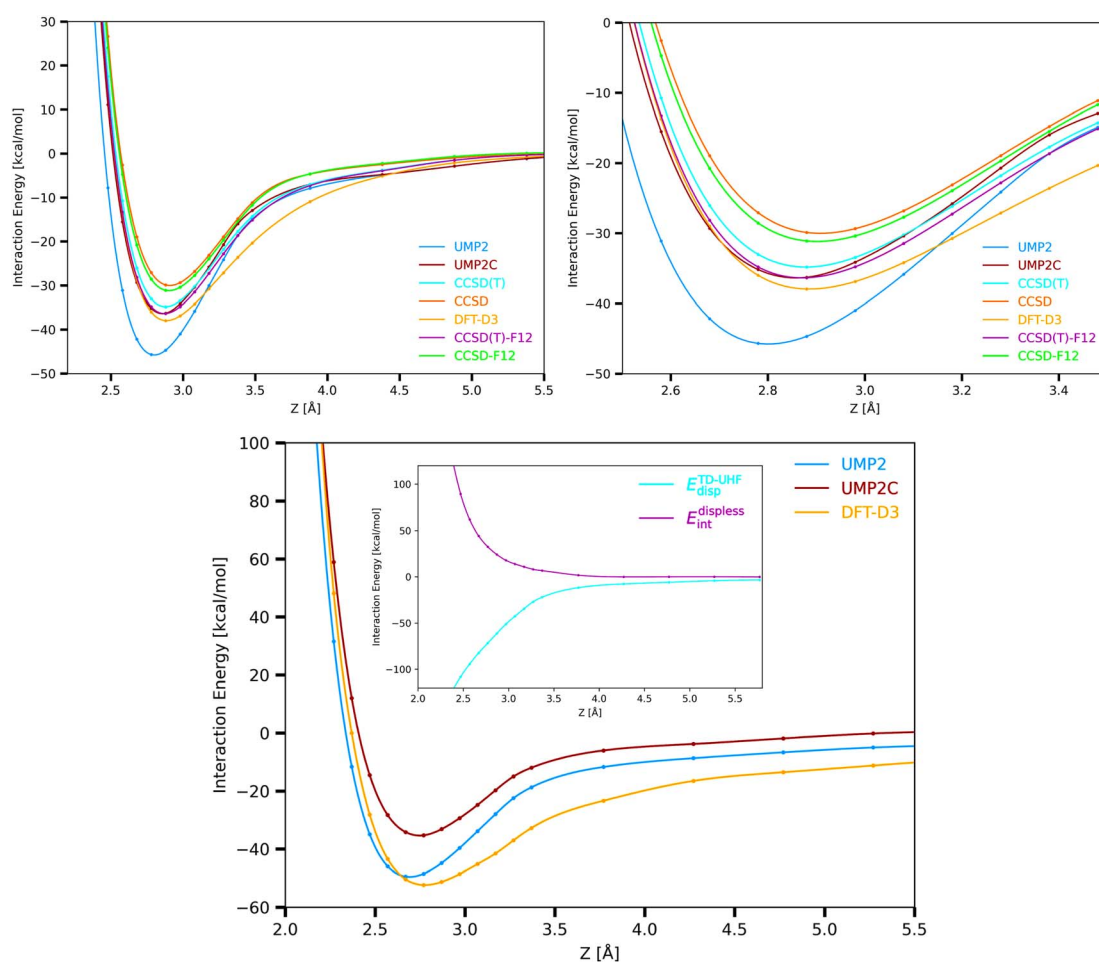 30
20
10
0
−10
−20
−30
−40
−50
Interaction Energy [kcal/mol]
UMP2
UMP2C
CCSD(T)
CCSD
DFT-D3
CCSD(T)-F12
CCSD-F12
2.5 3.0 3.5 4.0 4.5 5.0 5.5
Z [Å]
0
−10
−20
−30
−40
−50
Interaction Energy [kcal/mol]
UMP2
UMP2C
CCSD(T)
CCSD
DFT-D3
CCSD(T)-F12
CCSD-F12
2.6 2.8 3.0 3.2 3.4
Z [Å]
100
80
60
40
20
0
−20
−40
−60
Interaction Energy [kcal/mol]
UMP2
UMP2C
DFT-D3
100
50
0
−50
−100
Interaction Energy [kcal/mol]
E_disp^TD-UHF
E_int^displess
2.0 2.5 3.0 3.5 4.0 4.5 5.0 5.5
Z [Å]
2.0 2.5 3.0 3.5 4.0 4.5 5.0 5.5
Z [Å]